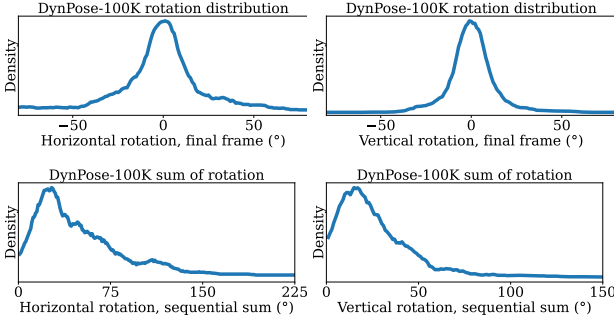 DynPose-100K rotation distribution
Density
−50 0 50
Horizontal rotation, final frame (°)
DynPose-100K rotation distribution
Density
−50 0 50
Vertical rotation, final frame (°)
DynPose-100K sum of rotation
Density
0 75 150 225
Horizontal rotation, sequential sum (°)
DynPose-100K sum of rotation
Density
0 50 100 150
Vertical rotation, sequential sum (°)